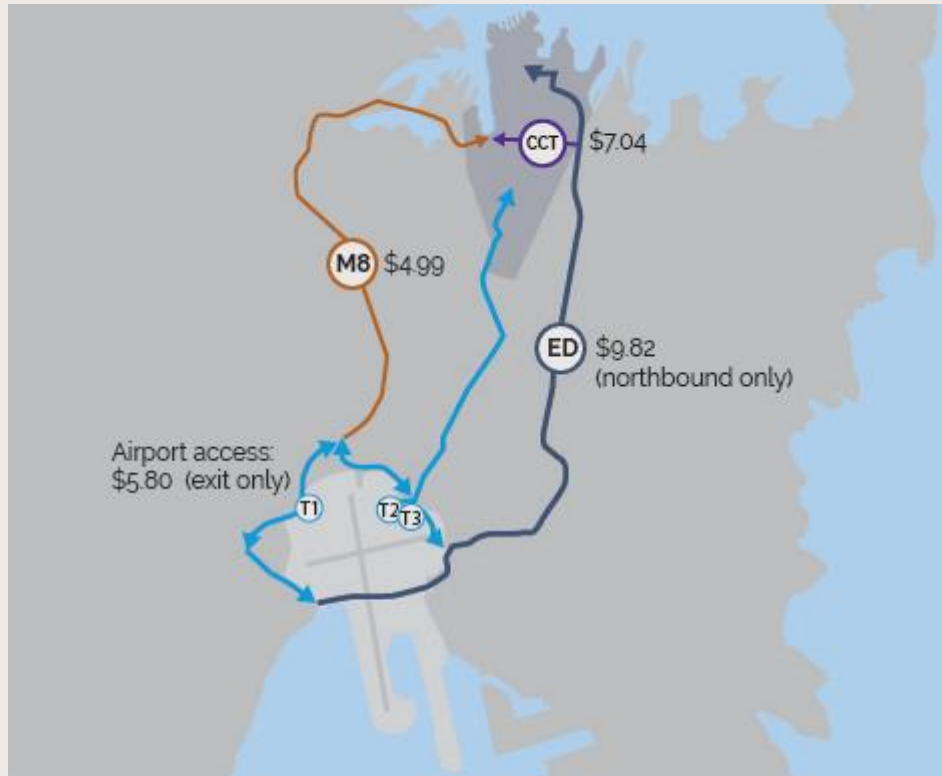 CCT
$7.04
M8
$4.99
ED
$9.82
(northbound only)
Airport access:
$5.80 (exit only)
T1
T2
T3